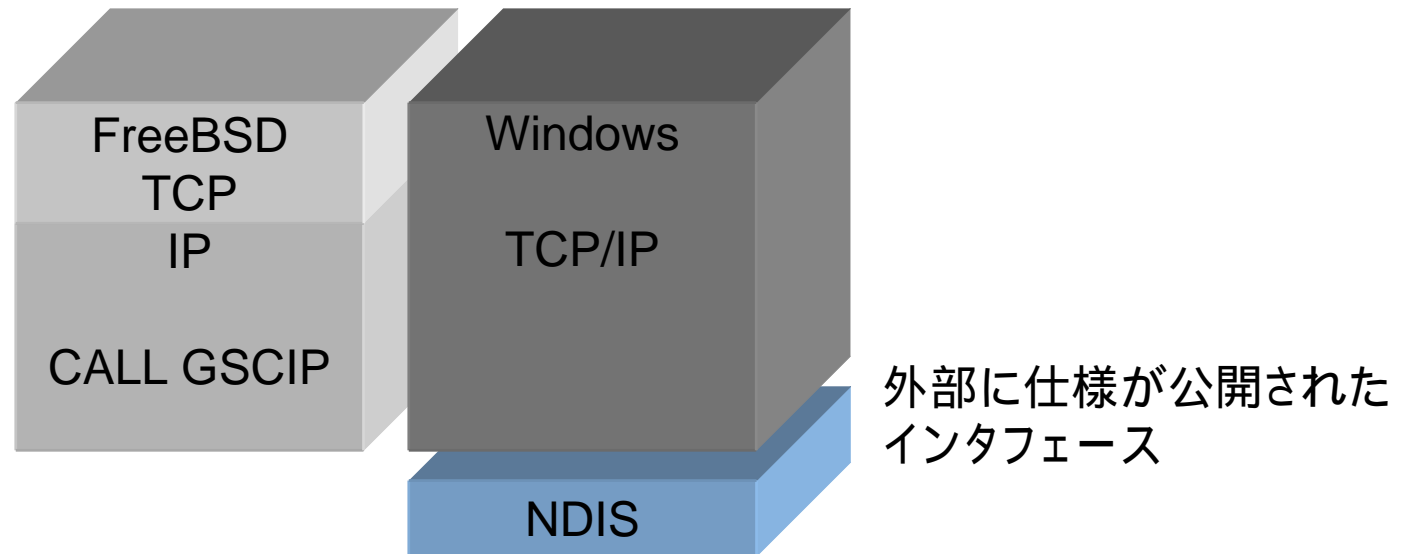 FreeBSD
TCP
IP
CALL GSCIP
Windows
TCP/IP
NDIS
外部に仕様が公開された
インタフェース